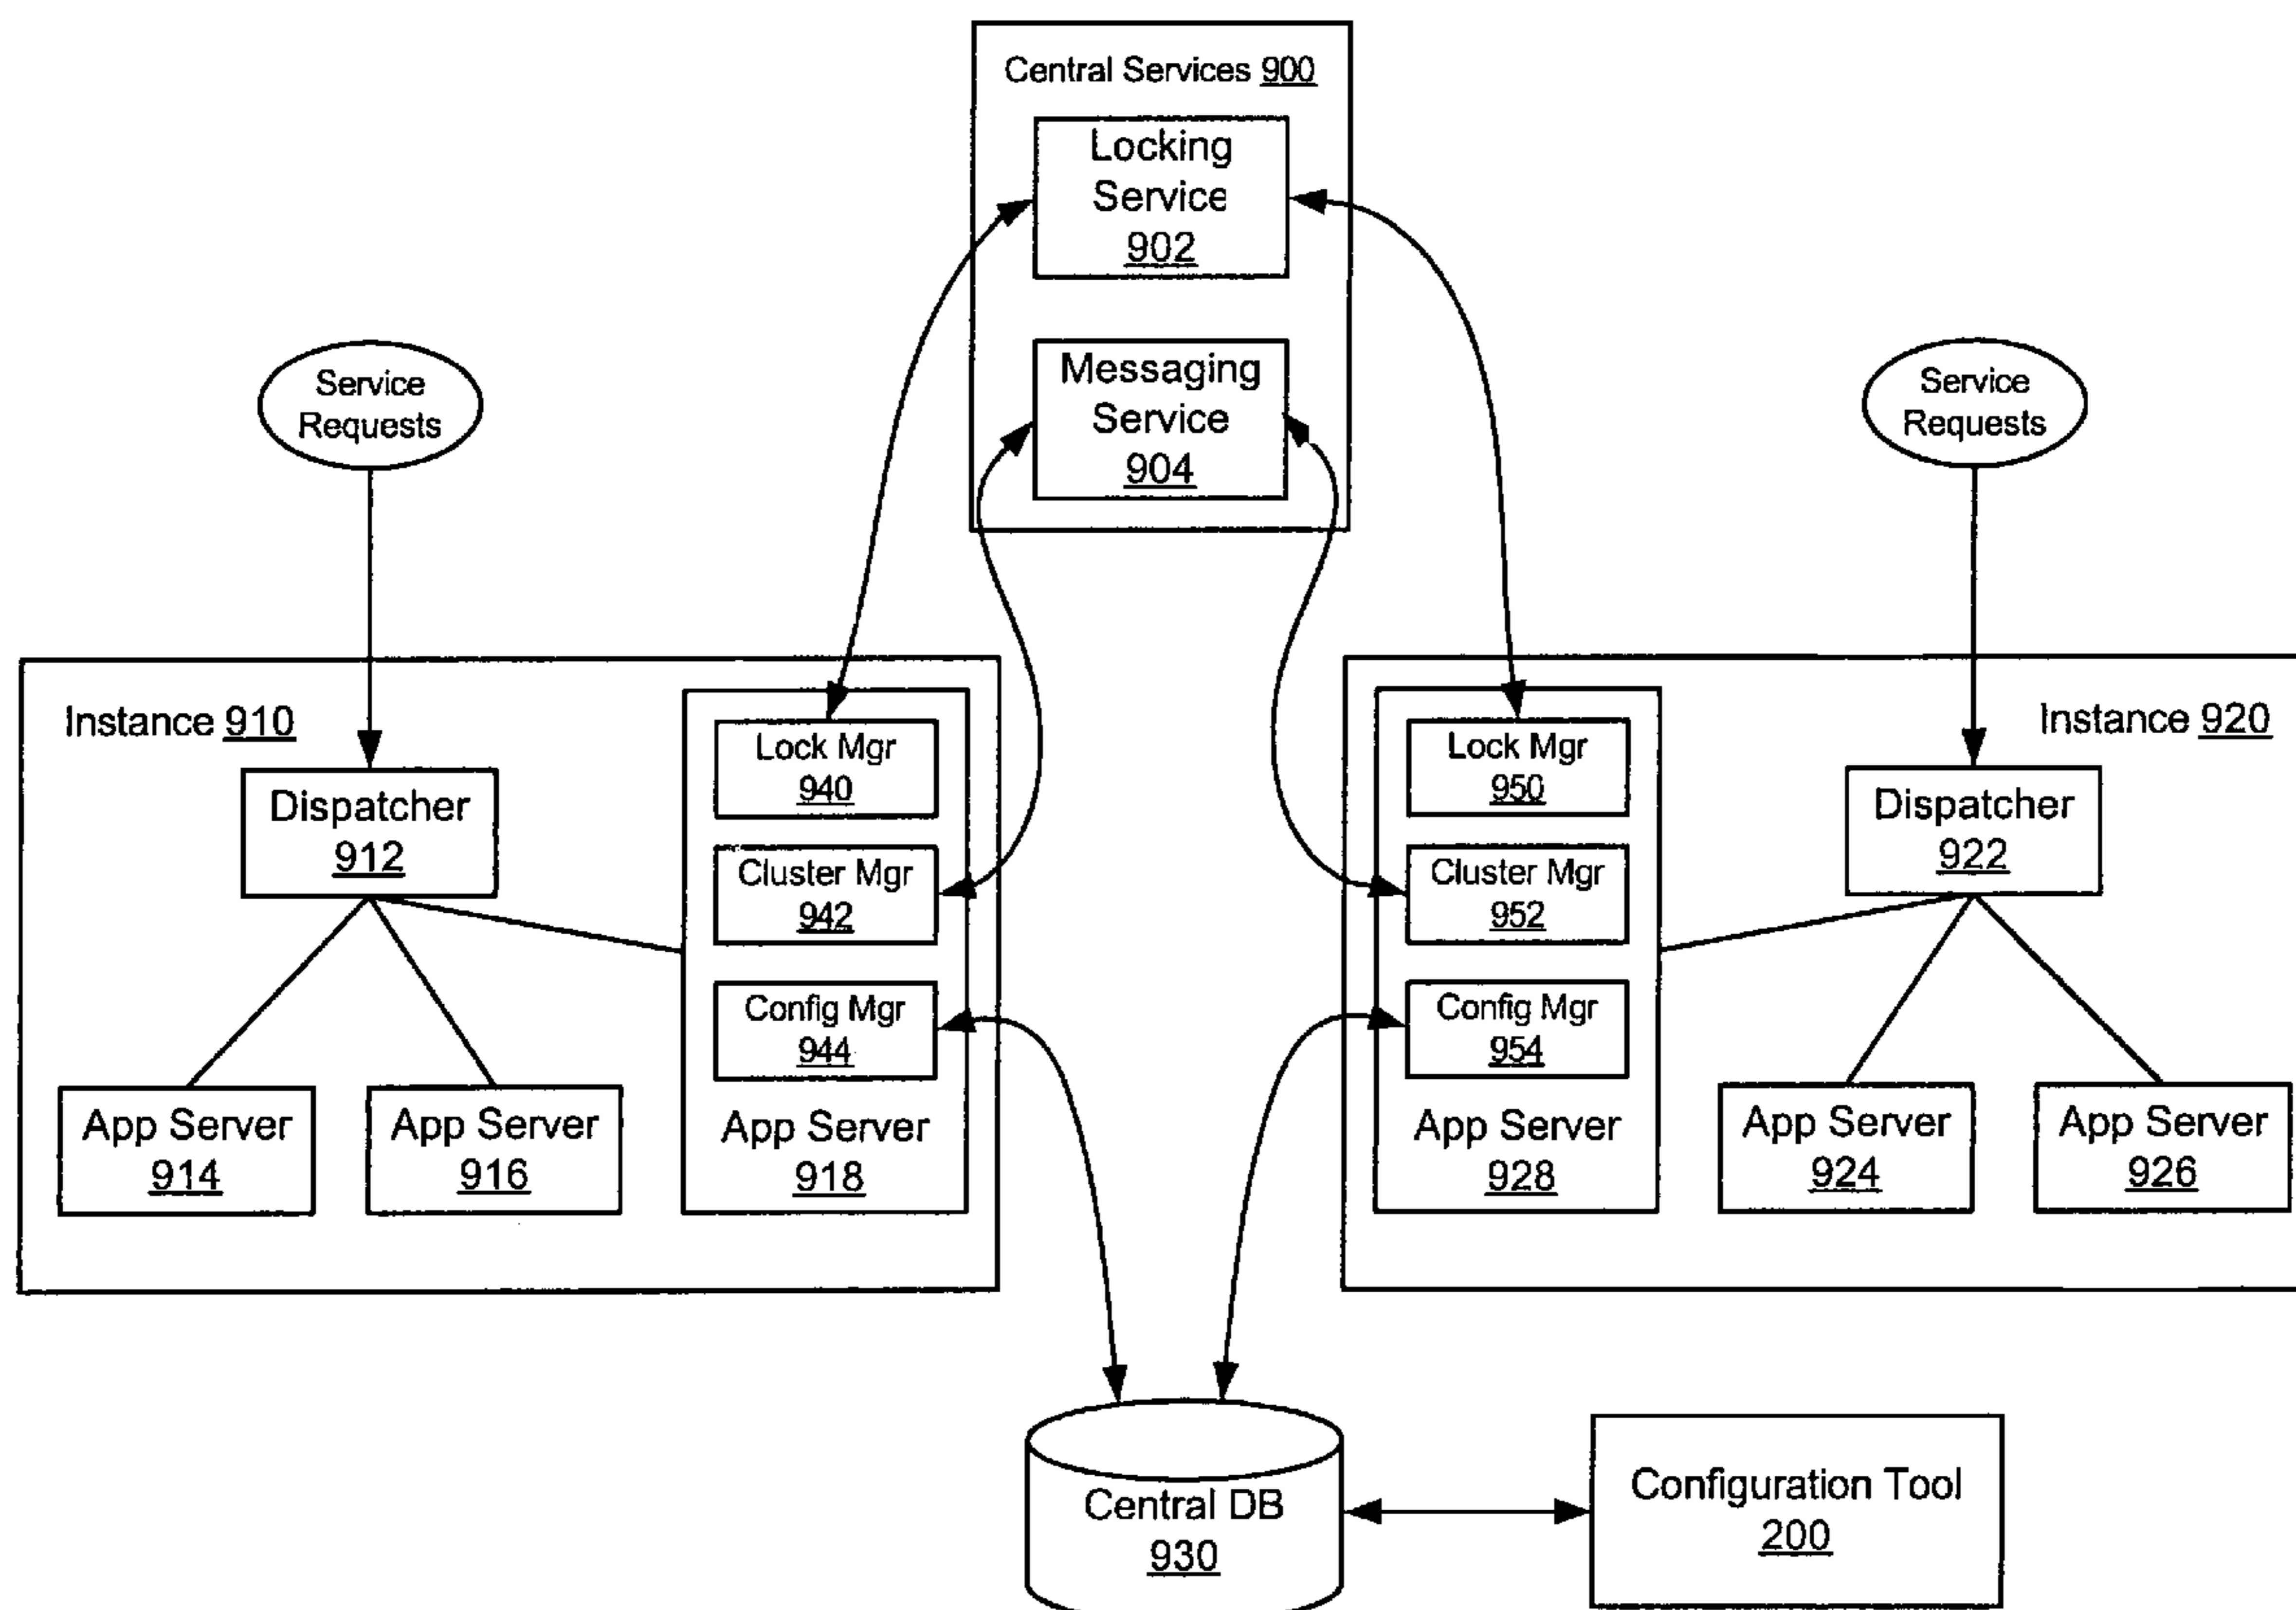 Central Services 900
Locking
Service
902
Messaging
Service
904
Service
Requests
Service
Requests
Instance 910
Dispatcher
912
App Server
914
App Server
916
Lock Mgr
940
Cluster Mgr
942
Config Mgr
944
App Server
918
Instance 920
Lock Mgr
950
Cluster Mgr
952
Config Mgr
954
App Server
928
Dispatcher
922
App Server
924
App Server
926
Central DB
930
Configuration Tool
200